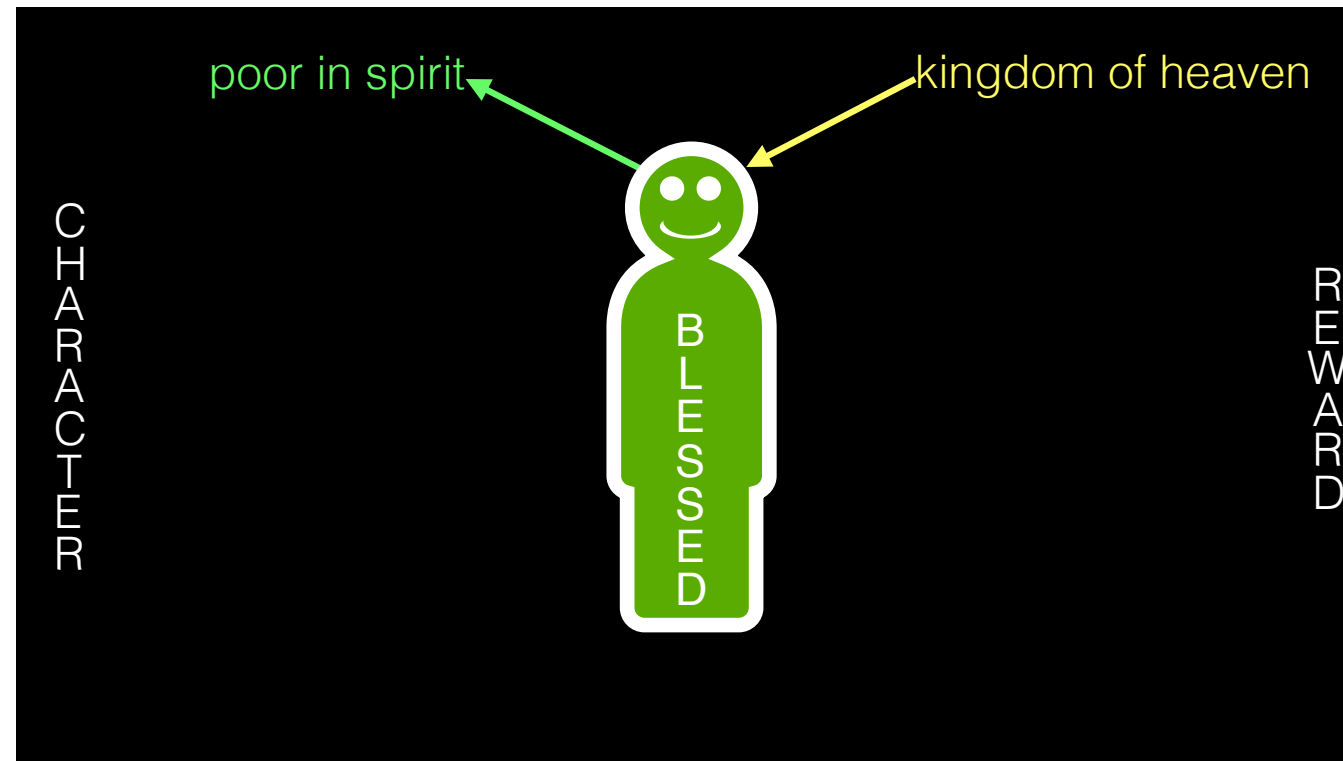 poor in spirit
kingdom of heaven
CHARACTER
BLESSED
REWARD